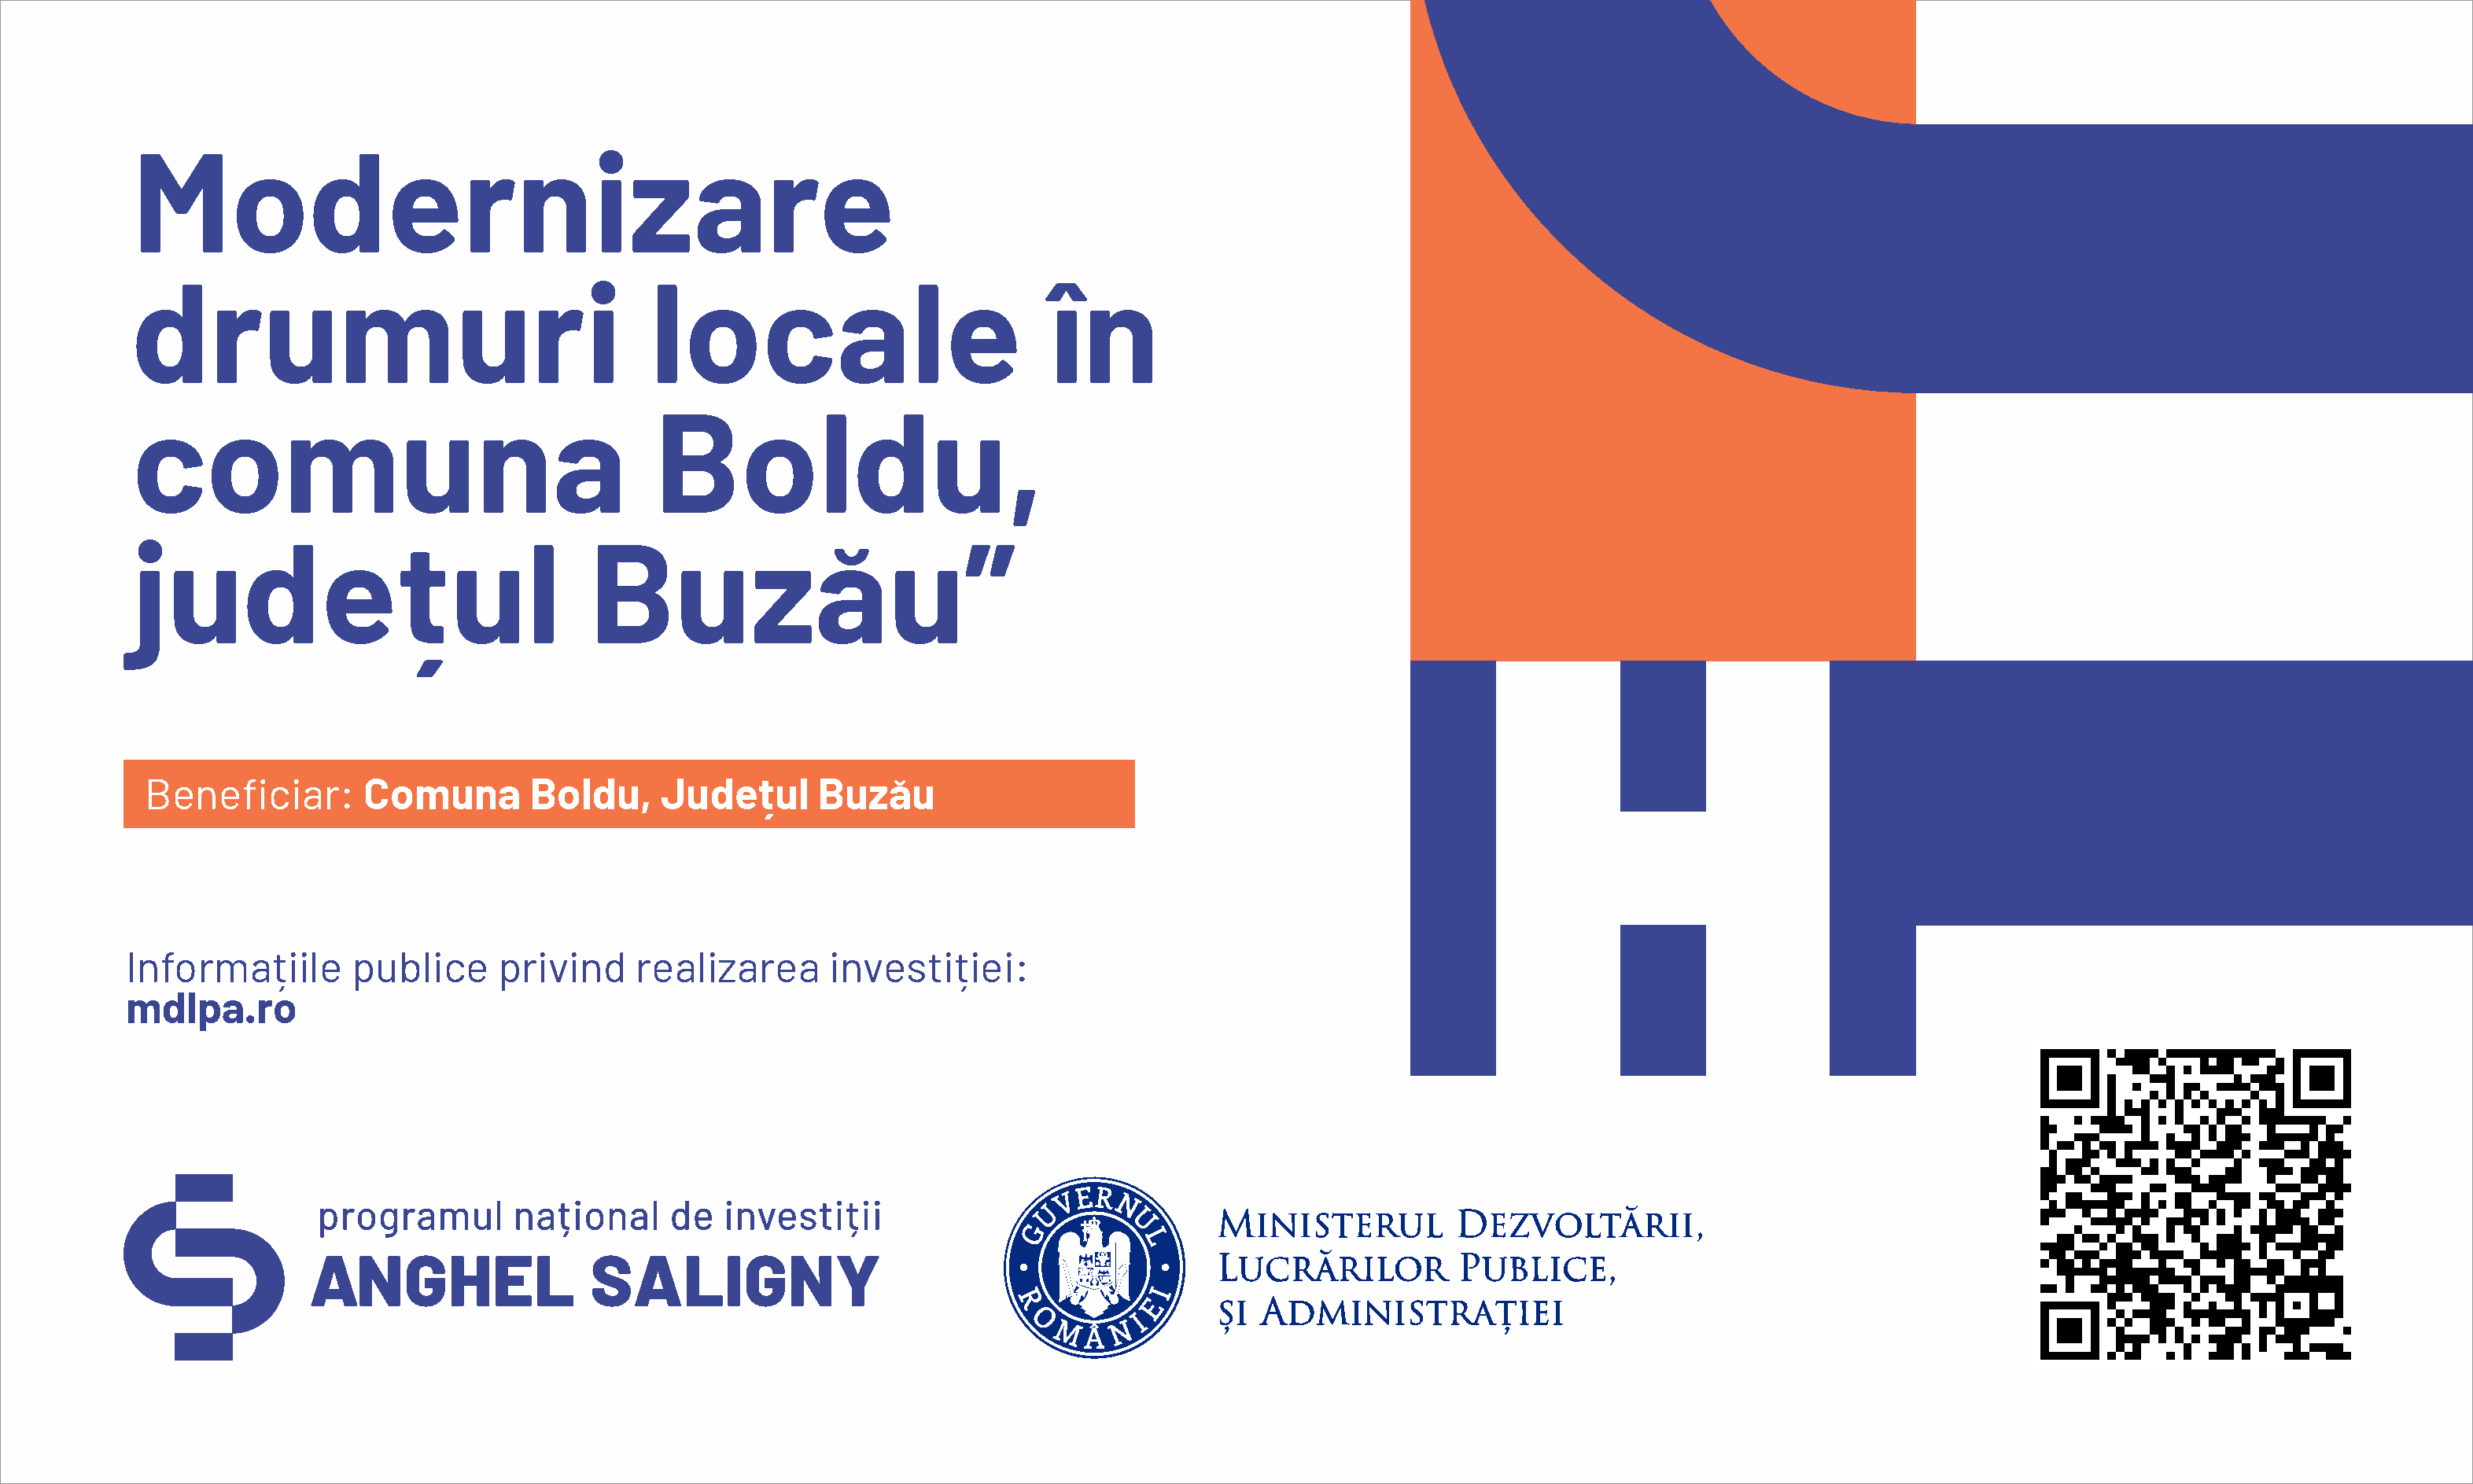 Modernizare
drumuri locale în
comuna Boldu,
județul Buzău”
Beneficiar: Comuna Boldu, Județul Buzău
Informațiile publice privind realizarea investiției:
mdlpa.ro
programul național de investiții
ANGHEL SALIGNY
GUVERNUL ROMÂNIEI
Ministerul Dezvoltării,
Lucrărilor Publice,
și Administrației